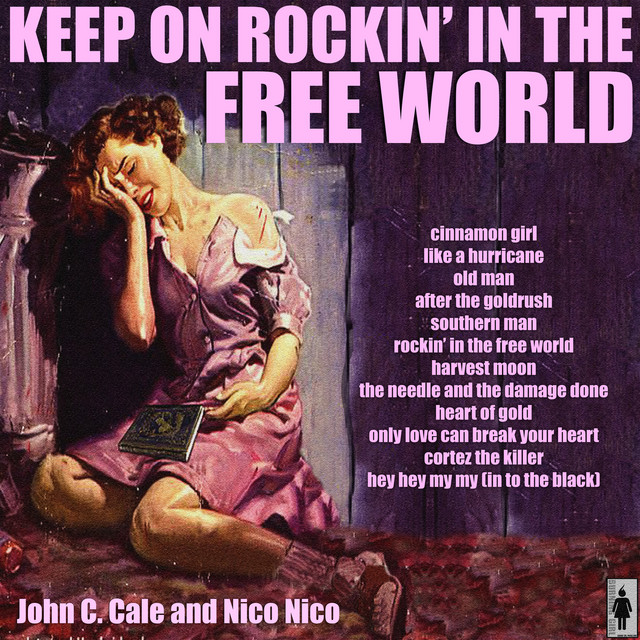 KEEP ON ROCKIN' IN THE
FREE WORLD
cinnamon girl
like a hurricane
old man
after the goldrush
southern man
rockin' in the free world
harvest moon
the needle and the damage done
heart of gold
only love can break your heart
cortez the killer
hey hey my my (in to the black)
John C. Cale and Nico Nico